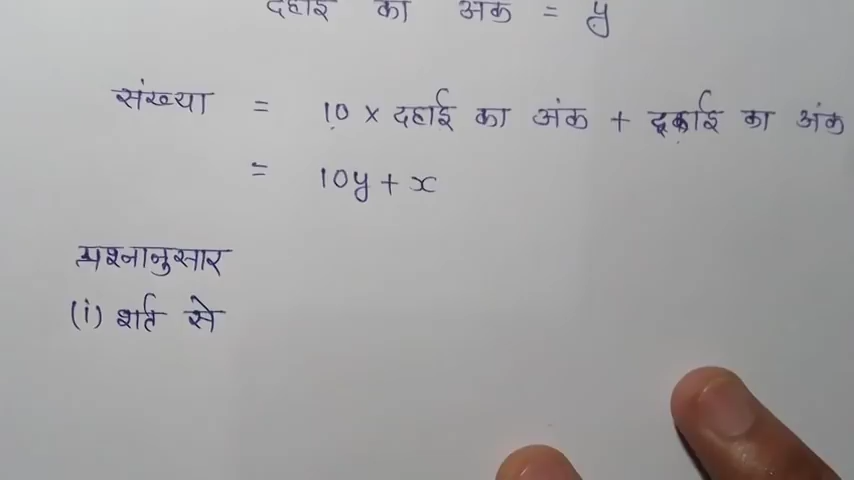 दहाई का अंक = y
संख्या = 10 × दहाई का अंक + इकाई का अंक
= 10y + x
प्रश्नानुसार
(i) शर्त से